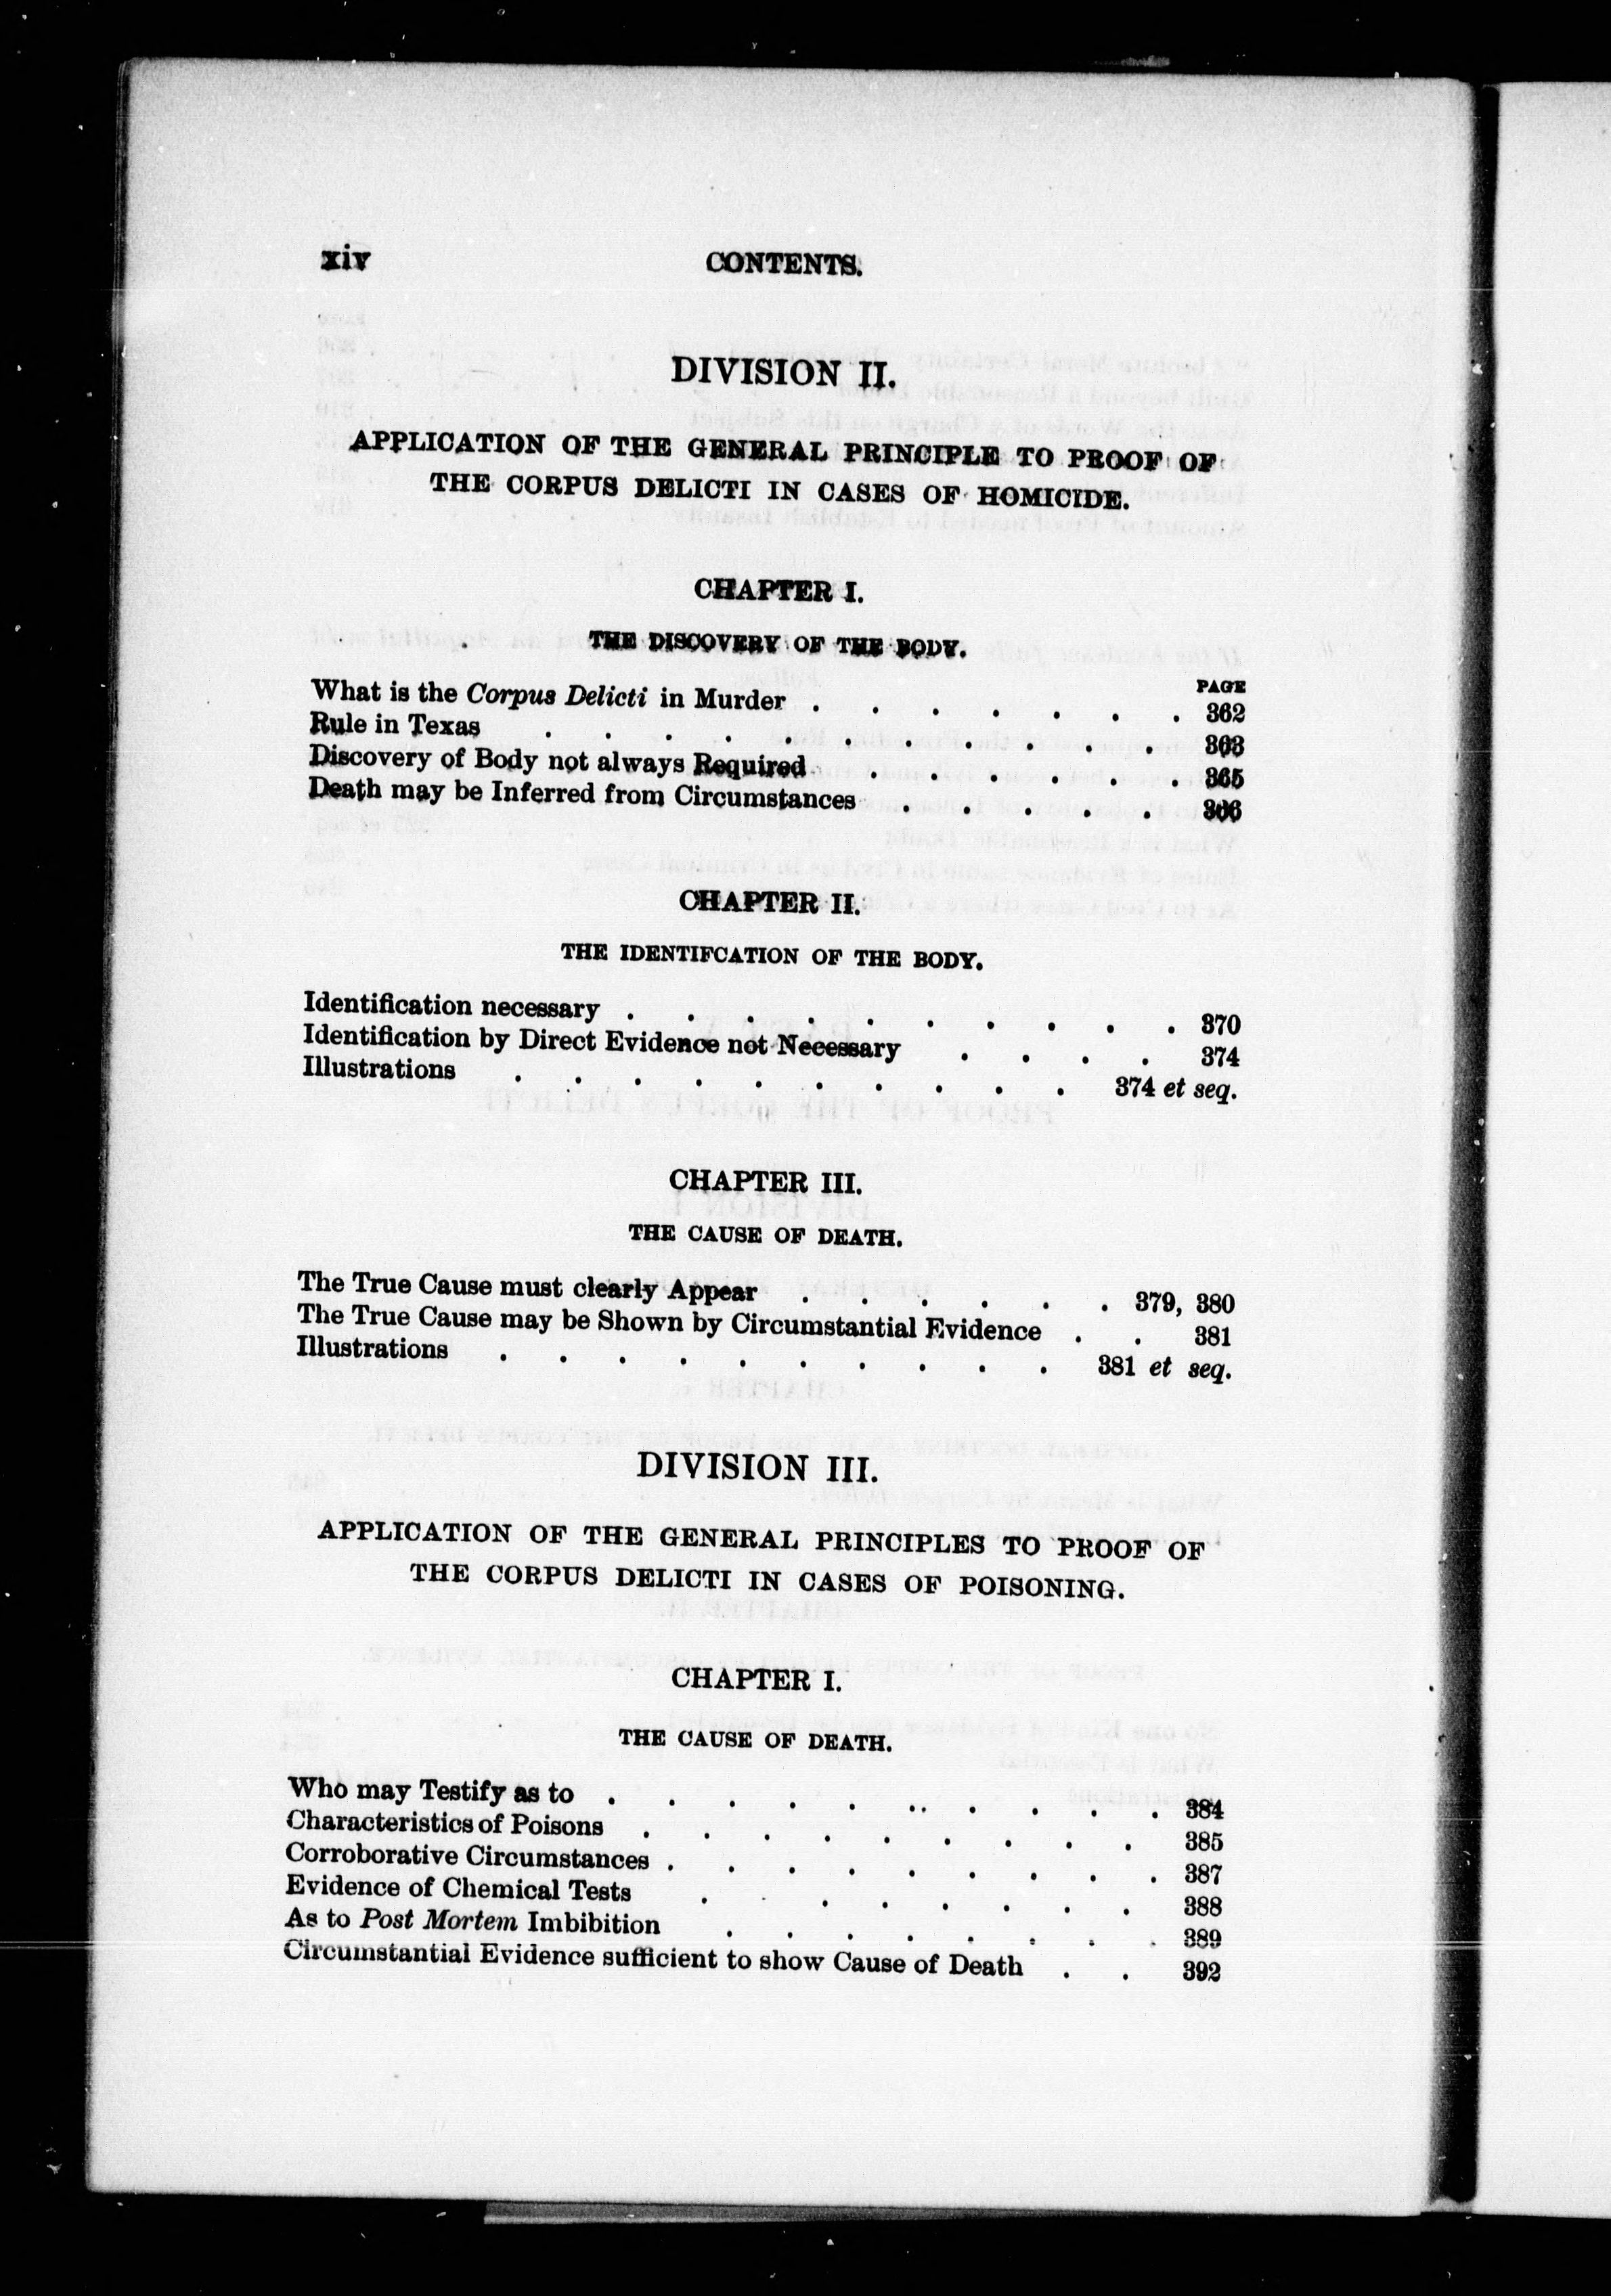 xiv CONTENTS.
DIVISION II.
APPLICATION OF THE GENERAL PRINCIPLE TO PROOF OF
THE CORPUS DELICTI IN CASES OF HOMICIDE.
CHAPTER I.
THE DISCOVERY OF THE BODY.
PAGE
What is the Corpus Delicti in Murder . . . . . . . 362
Rule in Texas . . . . . . . . . . . 363
Discovery of Body not always Required . . . . . . 365
Death may be Inferred from Circumstances . . . . . 366
CHAPTER II.
THE IDENTIFCATION OF THE BODY.
Identification necessary . . . . . . . . . . 370
Identification by Direct Evidence not Necessary . . . . 374
Illustrations . . . . . . . . . . 374 et seq.
CHAPTER III.
THE CAUSE OF DEATH.
The True Cause must clearly Appear . . . . . . 379, 380
The True Cause may be Shown by Circumstantial Evidence . . 381
Illustrations . . . . . . . . . . 381 et seq.
DIVISION III.
APPLICATION OF THE GENERAL PRINCIPLES TO PROOF OF
THE CORPUS DELICTI IN CASES OF POISONING.
CHAPTER I.
THE CAUSE OF DEATH.
Who may Testify as to . . . . . . . . . . 384
Characteristics of Poisons . . . . . . . . . 385
Corroborative Circumstances . . . . . . . . . 387
Evidence of Chemical Tests . . . . . . . . 388
As to Post Mortem Imbibition . . . . . . . . 389
Circumstantial Evidence sufficient to show Cause of Death . . 392